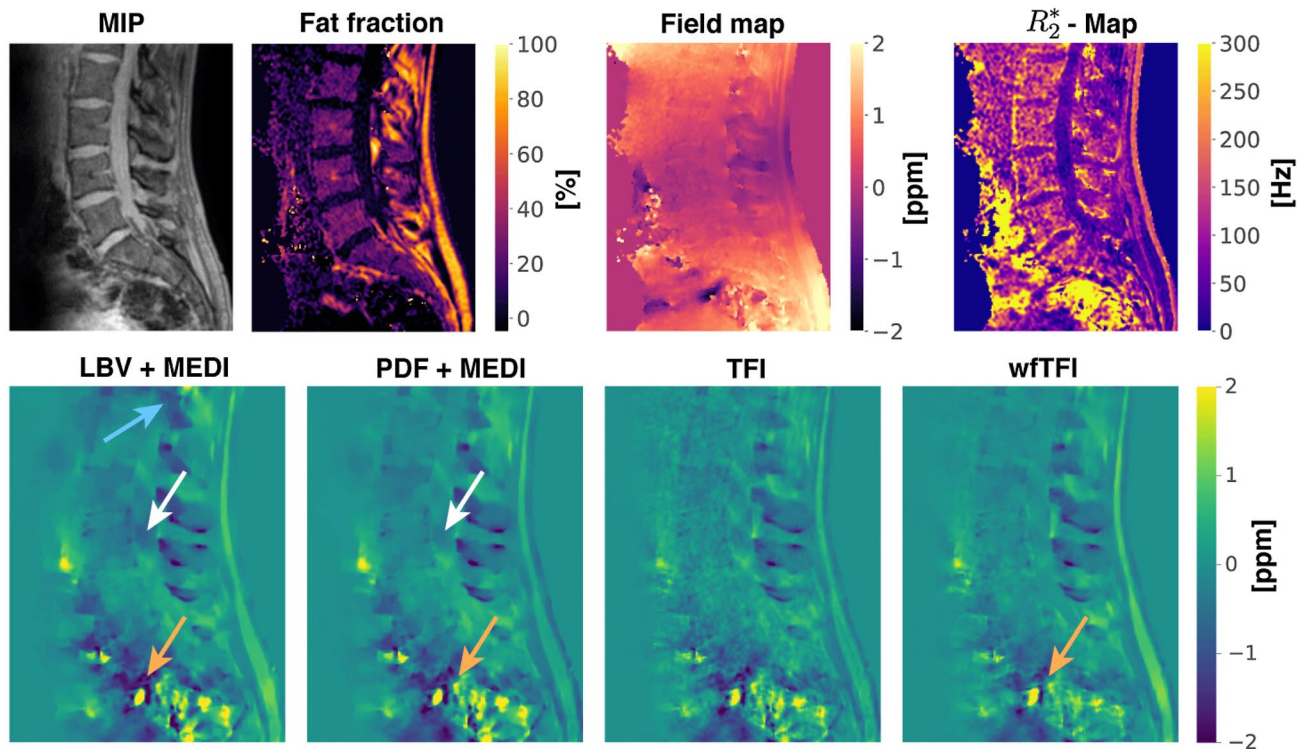 MIP
Fat fraction
100
80
60
40
20
0
[%]
Field map
2
1
0
−1
−2
[ppm]
R₂* - Map
300
250
200
150
100
50
0
[Hz]
LBV + MEDI
PDF + MEDI
TFI
wfTFI
2
1
0
−1
−2
[ppm]